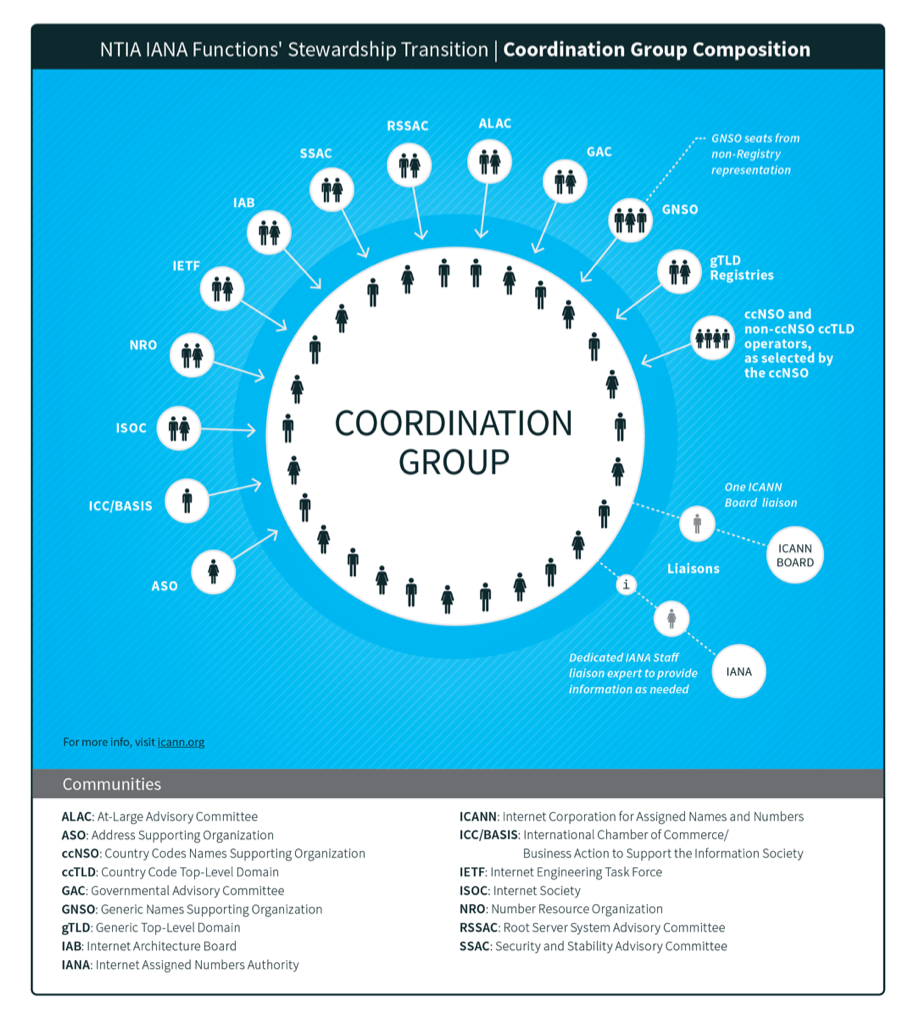 NTIA IANA Functions' Stewardship Transition | Coordination Group Composition
RSSAC
ALAC
SSAC
GAC
GNSO seats from
non-Registry
representation
IAB
GNSO
IETF
gTLD
Registries
NRO
ccNSO and
non-ccNSO ccTLD
operators,
as selected by
the ccNSO
ISOC
COORDINATION
GROUP
ICC/BASIS
One ICANN
Board liaison
ICANN
BOARD
ASO
Liaisons
i
Dedicated IANA Staff
liaison expert to provide
information as needed
IANA
For more info, visit icann.org
Communities
ALAC: At-Large Advisory Committee
ASO: Address Supporting Organization
ccNSO: Country Codes Names Supporting Organization
ccTLD: Country Code Top-Level Domain
GAC: Governmental Advisory Committee
GNSO: Generic Names Supporting Organization
gTLD: Generic Top-Level Domain
IAB: Internet Architecture Board
IANA: Internet Assigned Numbers Authority
ICANN: Internet Corporation for Assigned Names and Numbers
ICC/BASIS: International Chamber of Commerce/
Business Action to Support the Information Society
IETF: Internet Engineering Task Force
ISOC: Internet Society
NRO: Number Resource Organization
RSSAC: Root Server System Advisory Committee
SSAC: Security and Stability Advisory Committee